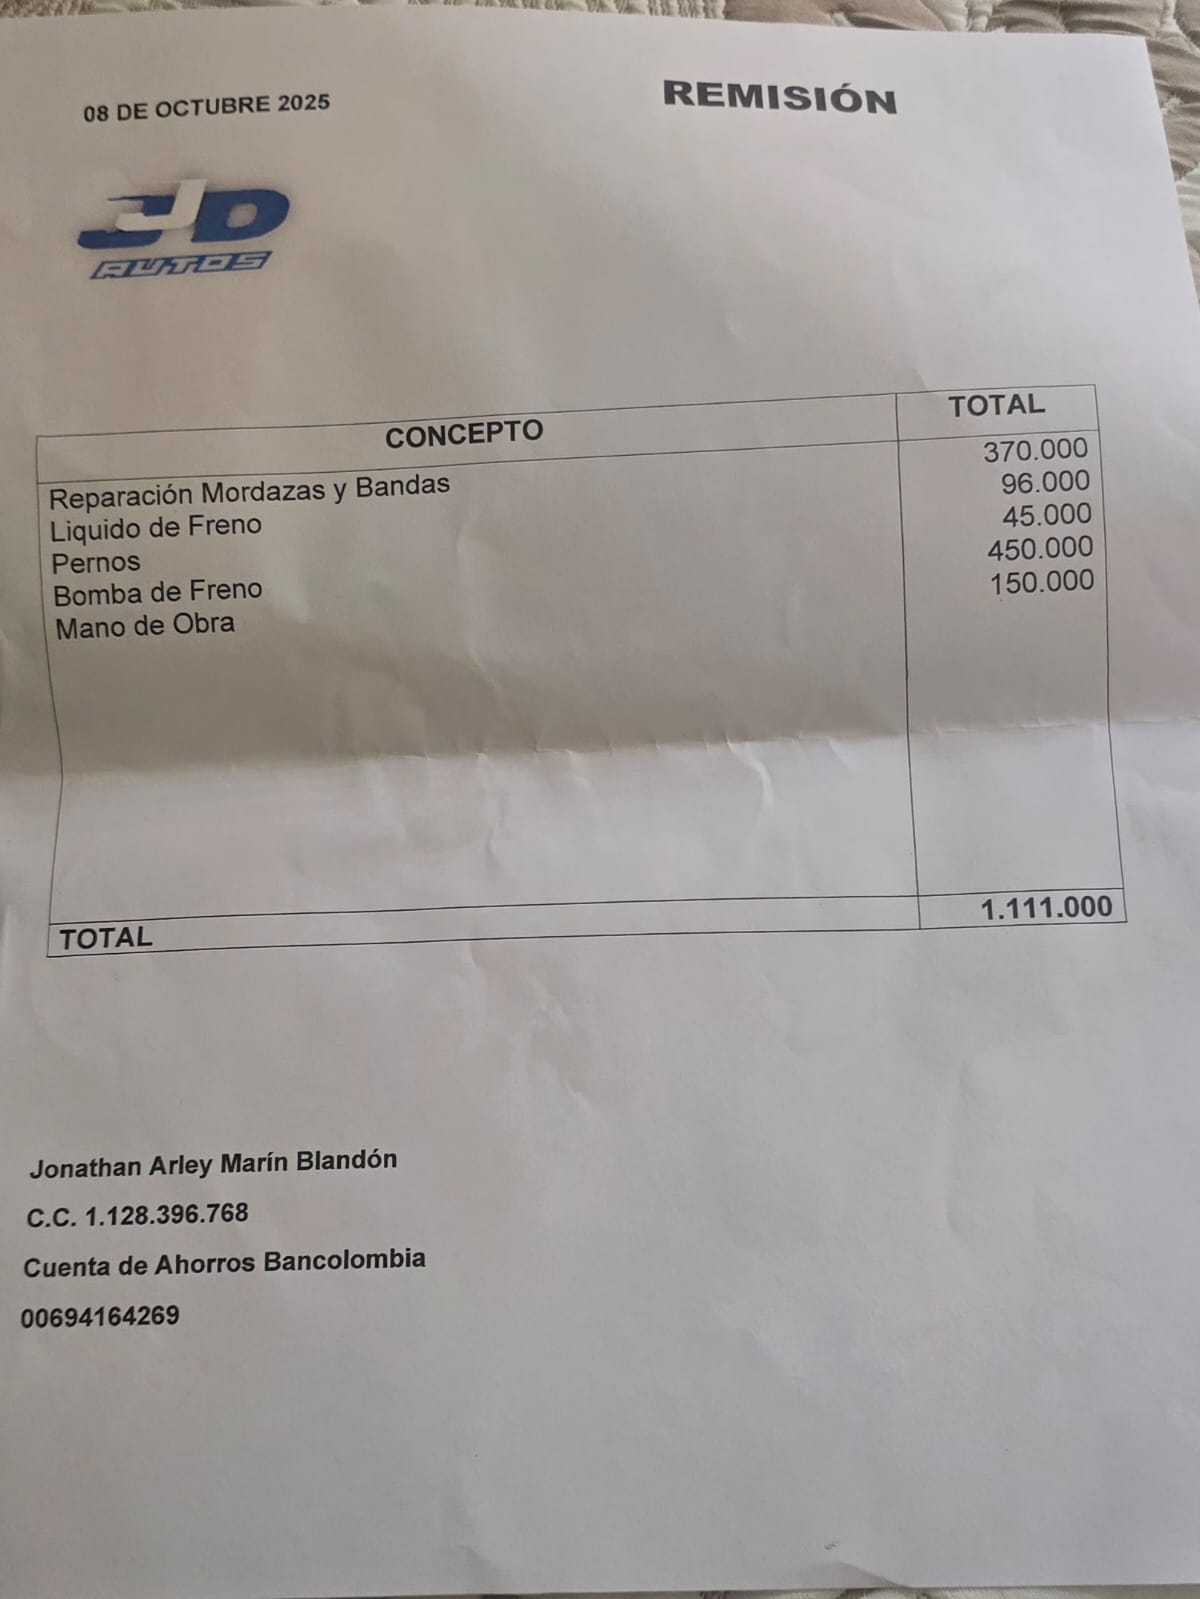 08 DE OCTUBRE 2025
REMISIÓN
JD
AUTOS
CONCEPTO TOTAL
Reparación Mordazas y Bandas 370.000
Liquido de Freno 96.000
Pernos 45.000
Bomba de Freno 450.000
Mano de Obra 150.000
TOTAL 1.111.000
Jonathan Arley Marín Blandón
C.C. 1.128.396.768
Cuenta de Ahorros Bancolombia
00694164269